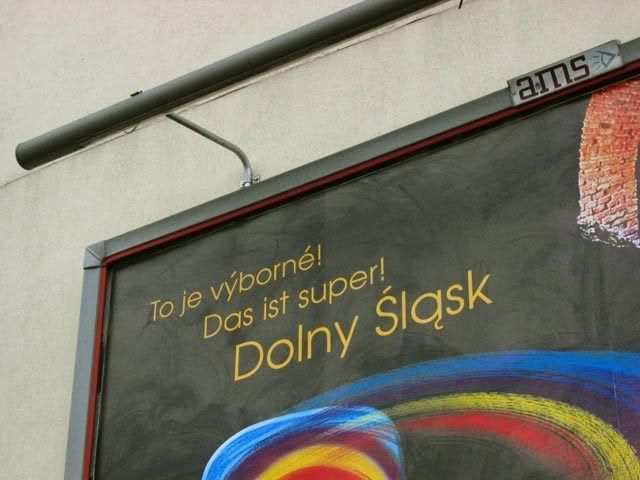 ams
To je výborné!
Das ist super!
Dolny Śląsk